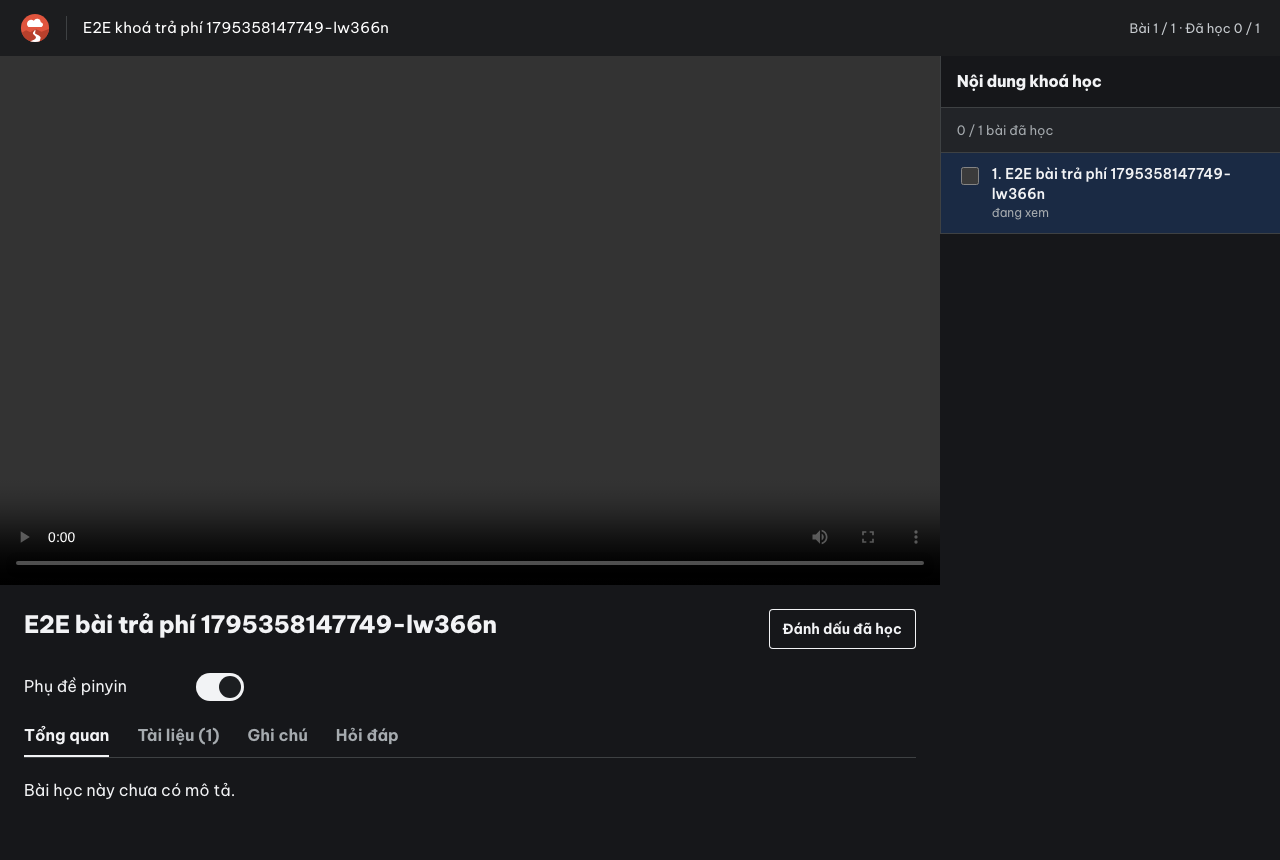 E2E khoá trả phí 1795358147749-lw366n
Bài 1 / 1 · Đã học 0 / 1
0:00
E2E bài trả phí 1795358147749-lw366n
Đánh dấu đã học
Phụ đề pinyin
Tổng quan
Tài liệu (1)
Ghi chú
Hỏi đáp
Bài học này chưa có mô tả.
Nội dung khoá học
0 / 1 bài đã học
1. E2E bài trả phí 1795358147749-
lw366n
đang xem